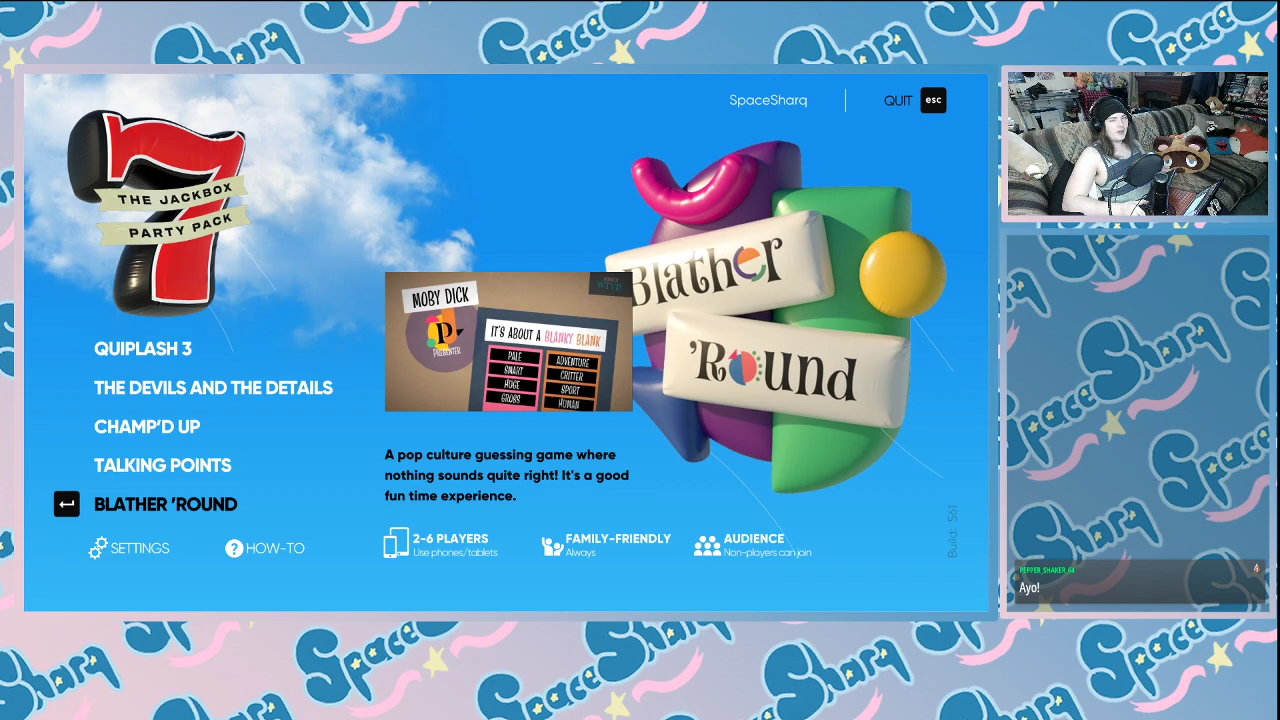 SpaceSharq
QUIT esc
THE JACKBOX
PARTY PACK
Blather
'Round
MOBY DICK
PRESENTER
IT'S ABOUT A BLANKY BLANK
PALE
SMART
HUGE
GROSS
ADVENTURE
CRITTER
SPORT
HUMAN
QUIPLASH 3
THE DEVILS AND THE DETAILS
CHAMP'D UP
TALKING POINTS
BLATHER 'ROUND
SETTINGS
HOW-TO
A pop culture guessing game where
nothing sounds quite right! It's a good
fun time experience.
2-6 PLAYERS
Use phones/tablets
FAMILY-FRIENDLY
Always
AUDIENCE
Non-players can join
Build: 561
PEPPER_SHAKER_64
Ayo!
Space Sharq